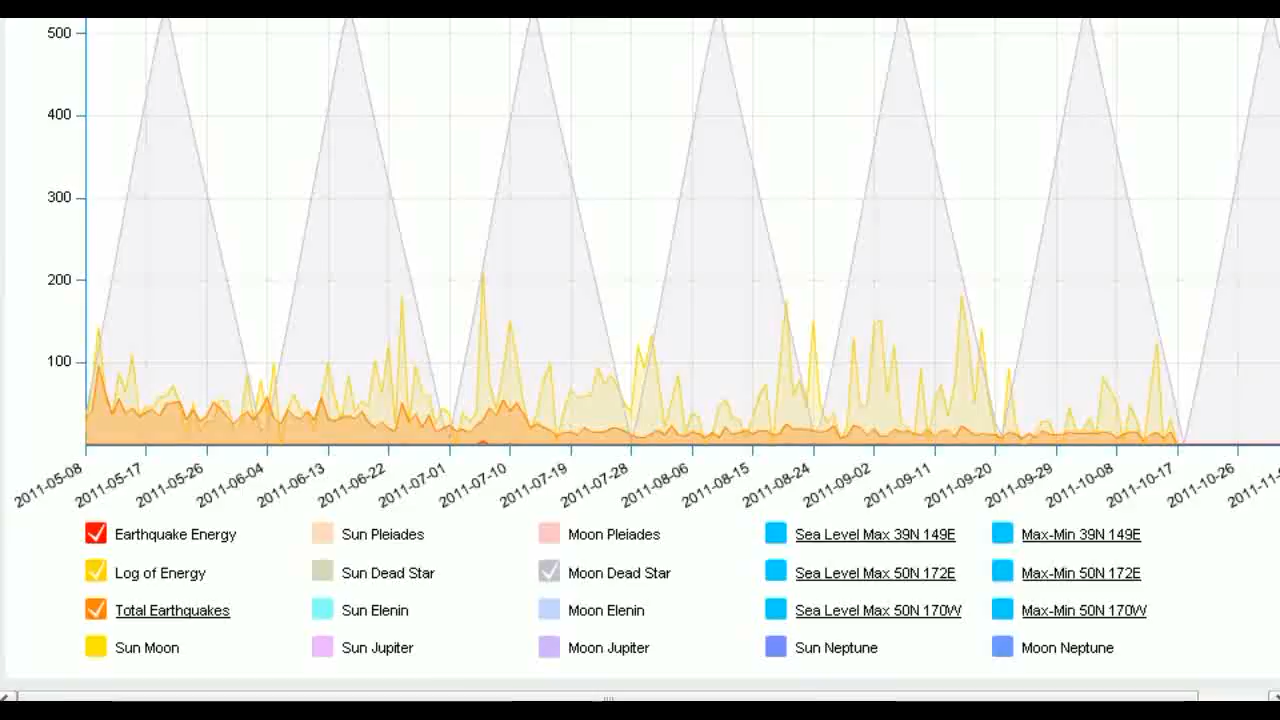 500
400
300
200
100
2011-05-08 2011-05-17 2011-05-26 2011-06-04 2011-06-13 2011-06-22 2011-07-01 2011-07-10 2011-07-19 2011-07-28 2011-08-06 2011-08-15 2011-08-24 2011-09-02 2011-09-11 2011-09-20 2011-09-29 2011-10-08 2011-10-17 2011-10-26 2011-11-
Earthquake Energy Sun Pleiades Moon Pleiades Sea Level Max 39N 149E Max-Min 39N 149E
Log of Energy Sun Dead Star Moon Dead Star Sea Level Max 50N 172E Max-Min 50N 172E
Total Earthquakes Sun Elenin Moon Elenin Sea Level Max 50N 170W Max-Min 50N 170W
Sun Moon Sun Jupiter Moon Jupiter Sun Neptune Moon Neptune